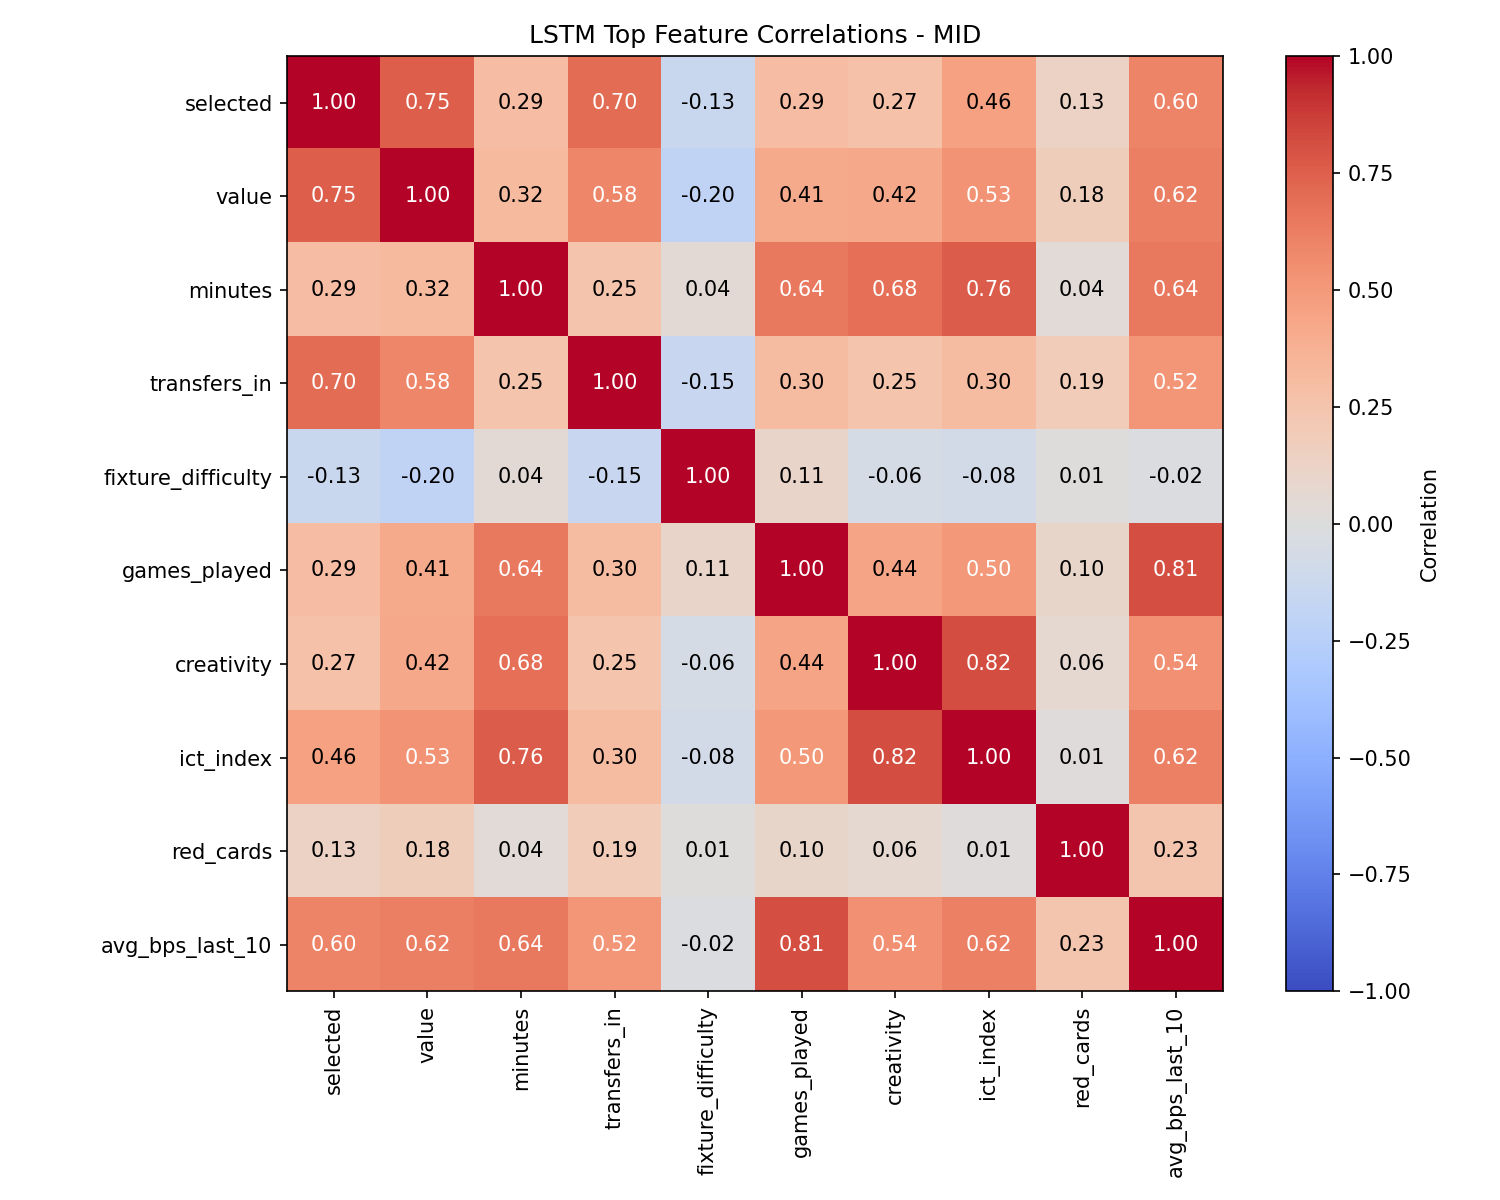 LSTM Top Feature Correlations - MID
selected 1.00 0.75 0.29 0.70 -0.13 0.29 0.27 0.46 0.13 0.60
value 0.75 1.00 0.32 0.58 -0.20 0.41 0.42 0.53 0.18 0.62
minutes 0.29 0.32 1.00 0.25 0.04 0.64 0.68 0.76 0.04 0.64
transfers_in 0.70 0.58 0.25 1.00 -0.15 0.30 0.25 0.30 0.19 0.52
fixture_difficulty -0.13 -0.20 0.04 -0.15 1.00 0.11 -0.06 -0.08 0.01 -0.02
games_played 0.29 0.41 0.64 0.30 0.11 1.00 0.44 0.50 0.10 0.81
creativity 0.27 0.42 0.68 0.25 -0.06 0.44 1.00 0.82 0.06 0.54
ict_index 0.46 0.53 0.76 0.30 -0.08 0.50 0.82 1.00 0.01 0.62
red_cards 0.13 0.18 0.04 0.19 0.01 0.10 0.06 0.01 1.00 0.23
avg_bps_last_10 0.60 0.62 0.64 0.52 -0.02 0.81 0.54 0.62 0.23 1.00
selected
value
minutes
transfers_in
fixture_difficulty
games_played
creativity
ict_index
red_cards
avg_bps_last_10
1.00
0.75
0.50
0.25
0.00
−0.25
−0.50
−0.75
−1.00
Correlation